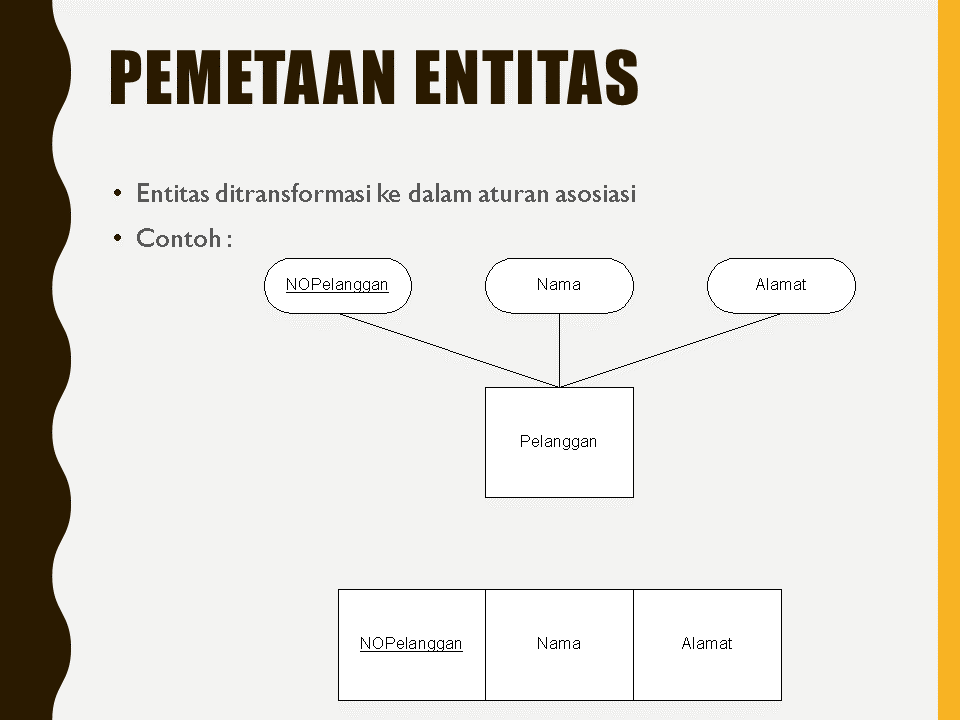 PEMETAAN ENTITAS
• Entitas ditransformasi ke dalam aturan asosiasi
• Contoh :
NOPelanggan
Nama
Alamat
Pelanggan
NOPelanggan
Nama
Alamat